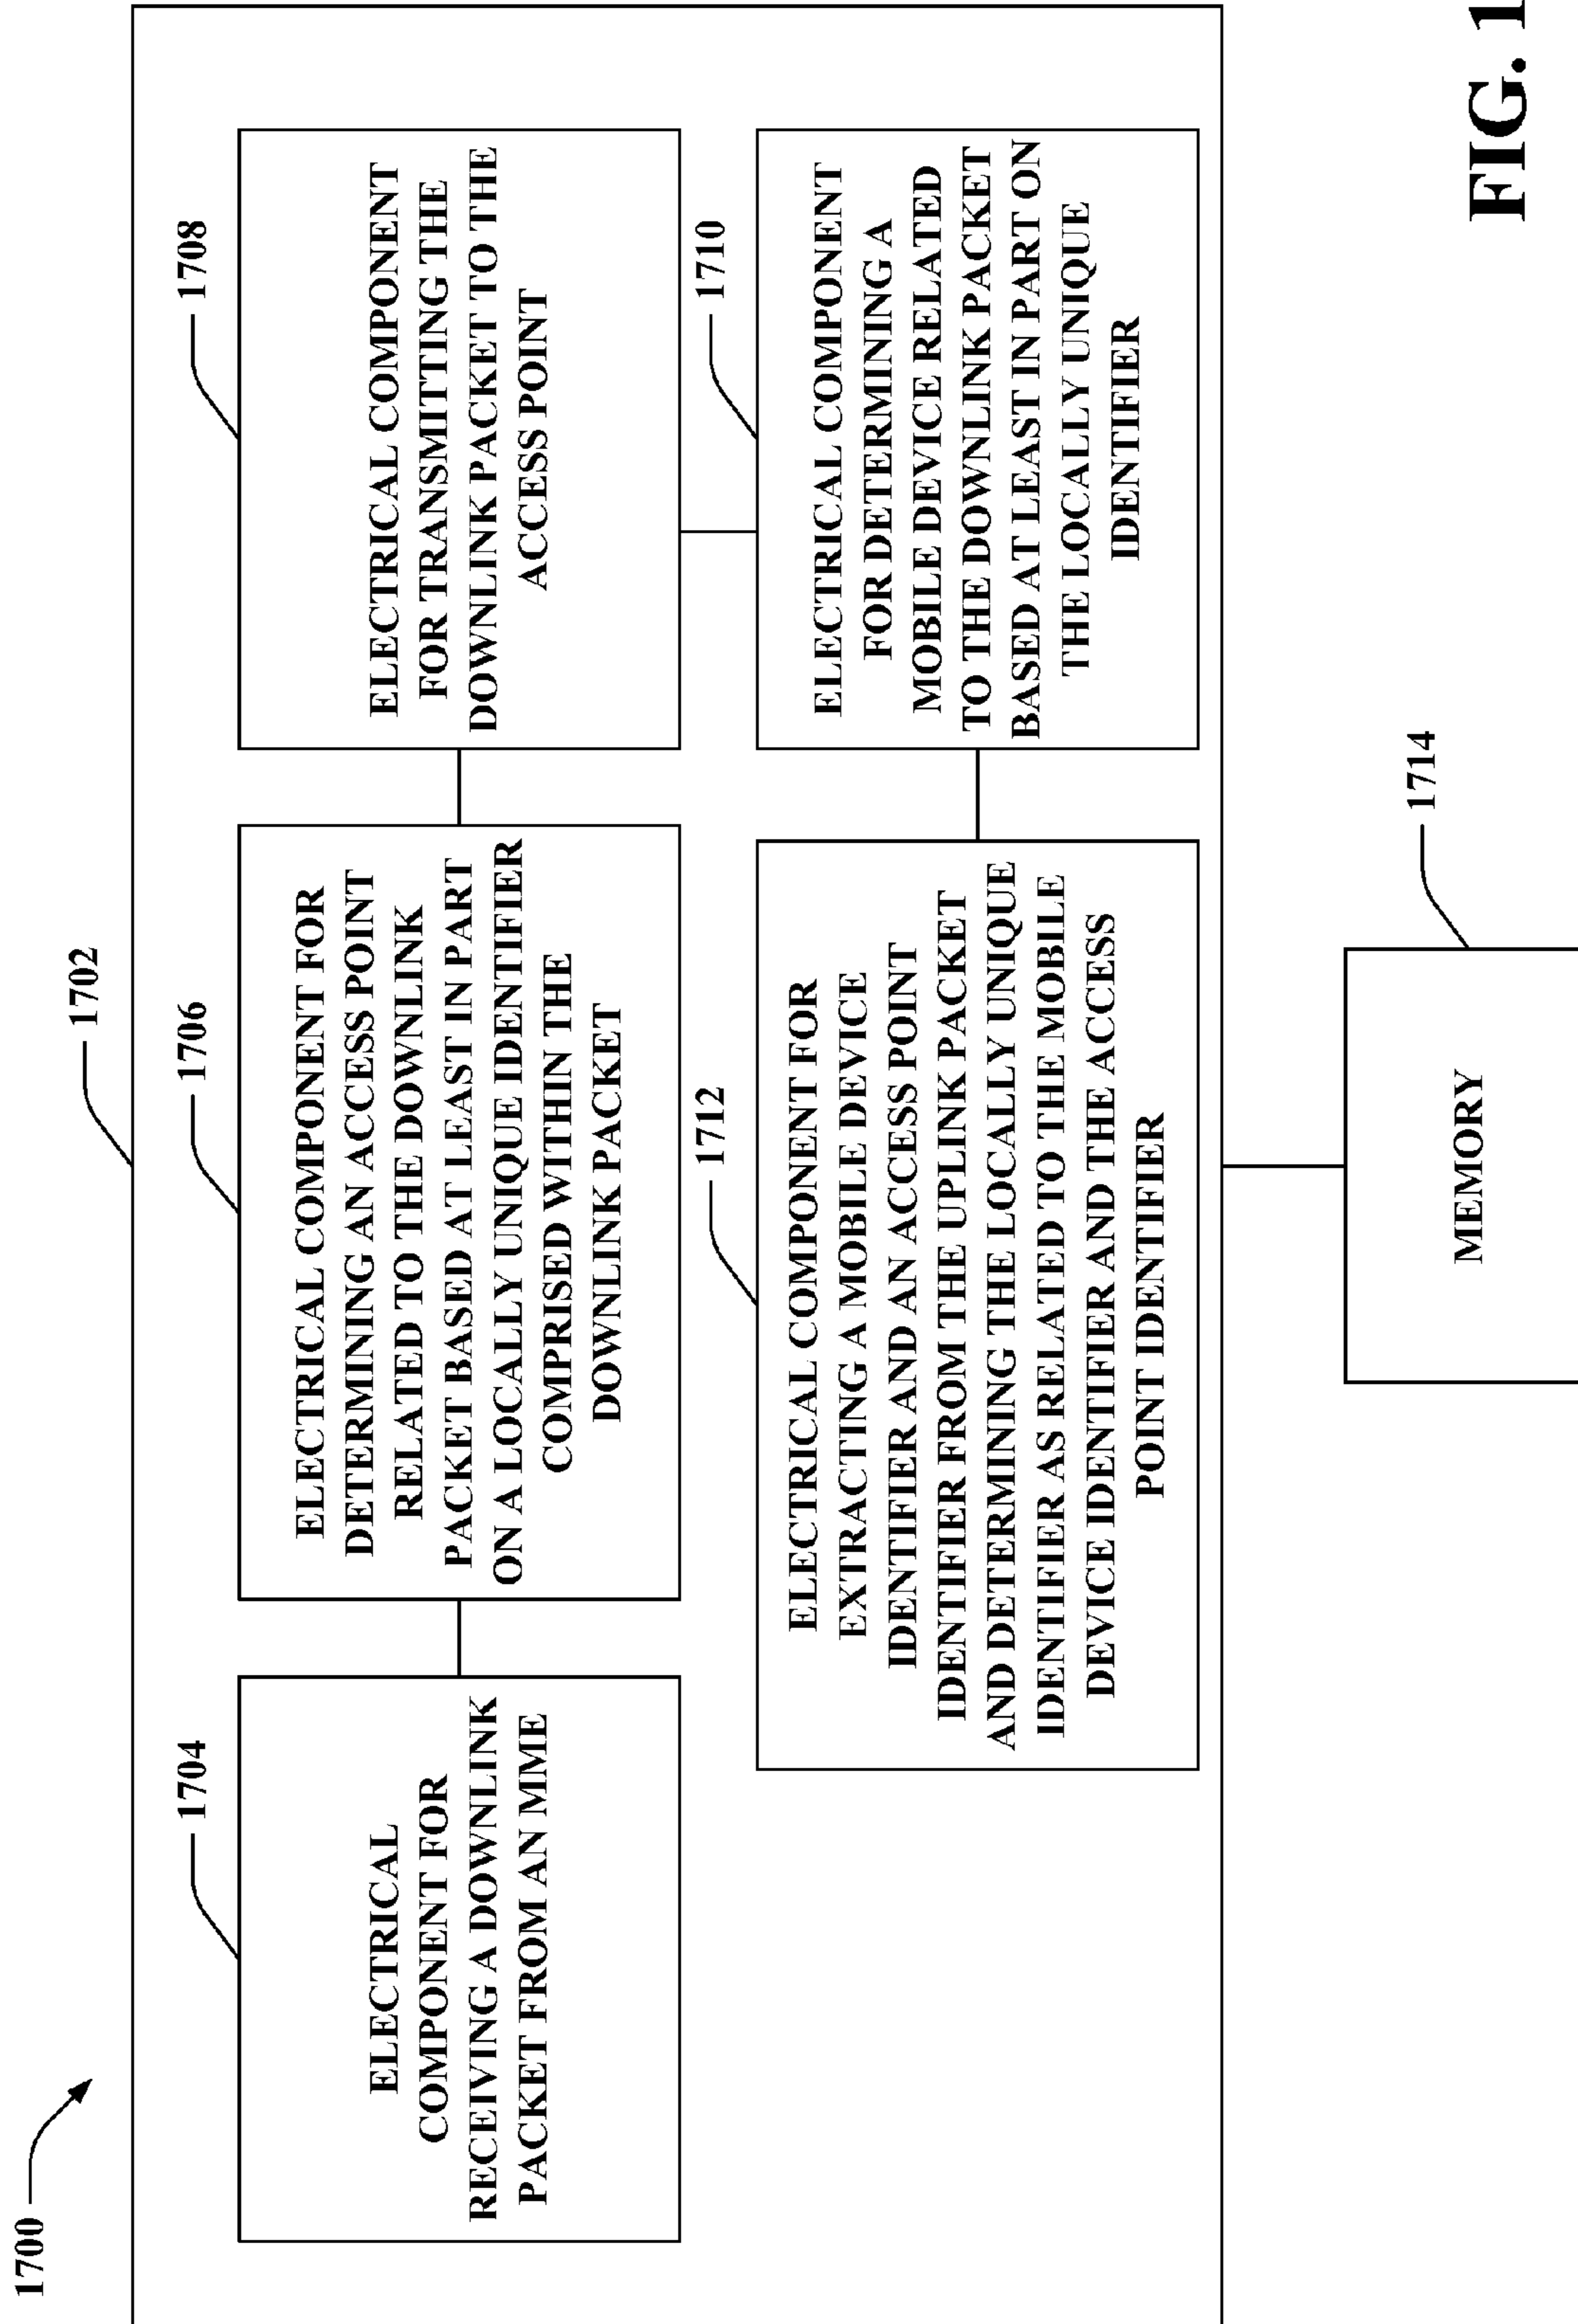 1700
1702
1704
ELECTRICAL
COMPONENT FOR
RECEIVING A DOWNLINK
PACKET FROM AN MME
1706
ELECTRICAL COMPONENT FOR
DETERMINING AN ACCESS POINT
RELATED TO THE DOWNLINK
PACKET BASED AT LEAST IN PART
ON A LOCALLY UNIQUE IDENTIFIER
COMPRISED WITHIN THE
DOWNLINK PACKET
1708
ELECTRICAL COMPONENT
FOR TRANSMITTING THE
DOWNLINK PACKET TO THE
ACCESS POINT
1712
ELECTRICAL COMPONENT FOR
EXTRACTING A MOBILE DEVICE
IDENTIFIER AND AN ACCESS POINT
IDENTIFIER FROM THE UPLINK PACKET
AND DETERMINING THE LOCALLY UNIQUE
IDENTIFIER AS RELATED TO THE MOBILE
DEVICE IDENTIFIER AND THE ACCESS
POINT IDENTIFIER
1710
ELECTRICAL COMPONENT
FOR DETERMINING A
MOBILE DEVICE RELATED
TO THE DOWNLINK PACKET
BASED AT LEAST IN PART ON
THE LOCALLY UNIQUE
IDENTIFIER
1714
MEMORY
FIG. 1